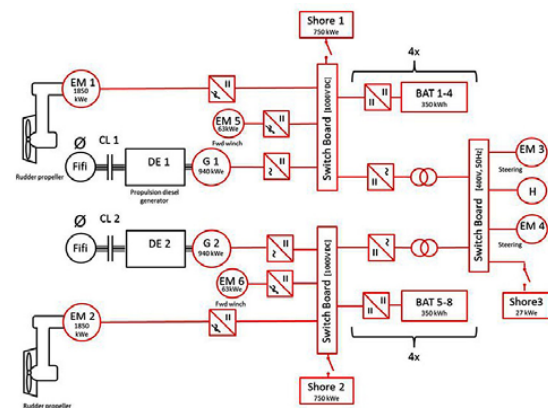 Shore 1
750 kWe
4x
EM 1
1850
kWe
Switch Board [1000V DC]
BAT 1-4
350 kWh
EM 5
63kWe
Fwd winch
Rudder propeller
Ø
Fifi
CL 1
DE 1
Propulsion diesel
generator
G 1
940 kWe
Switch Board
[400V, 50Hz]
EM 3
Steering
H
EM 4
Steering
Shore3
27 kWe
Ø
Fifi
CL 2
DE 2
G 2
940 kWe
EM 6
63kWe
Fwd winch
Switch Board [1000V DC]
BAT 5-8
350 kWh
4x
EM 2
1850
kWe
Rudder propeller
Shore 2
750 kWe